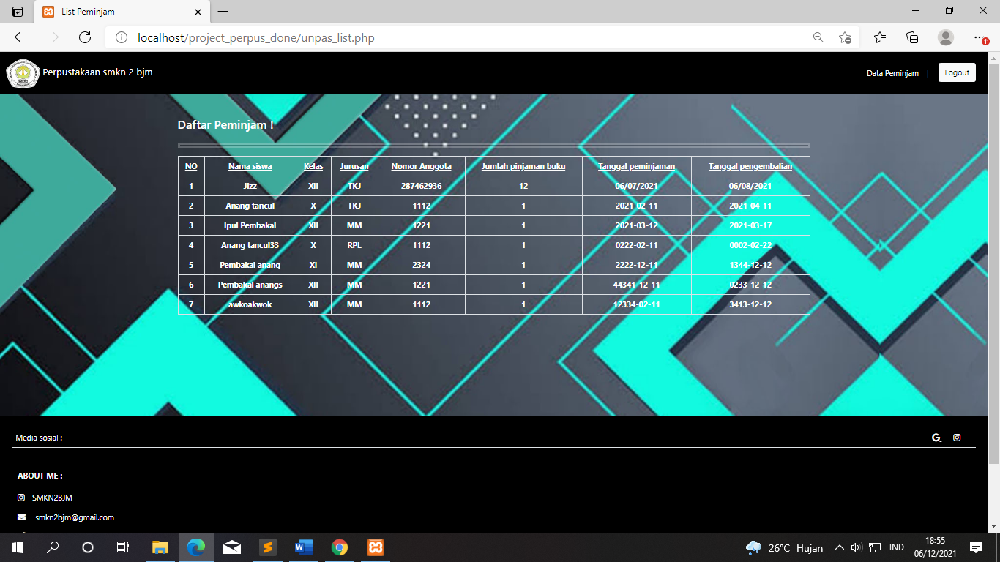 List Peminjam
localhost/project_perpus_done/unpas_list.php
SMKN 2
Perpustakaan smkn 2 bjm
Data Peminjam | Logout
Daftar Peminjam !
NO Nama siswa Kelas Jurusan Nomor Anggota Jumlah pinjaman buku Tanggal peminjaman Tanggal pengembalian
1 Jizz XII TKJ 287462936 12 06/07/2021 06/08/2021
2 Anang tancul X TKJ 1112 1 2021-02-11 2021-04-11
3 Ipul Pembakal XII MM 1221 1 2021-03-12 2021-03-17
4 Anang tancul33 X RPL 1112 1 0222-02-11 0002-02-22
5 Pembakal anang XI MM 2324 1 2222-12-11 1344-12-12
6 Pembakal anangs XII MM 1221 1 44341-12-11 0233-12-12
7 awkoakwok XII MM 1112 1 12334-02-11 3413-12-12
Media sosial :
ABOUT ME :
SMKN2BJM
smkn2bjm@gmail.com
26°C Hujan IND 18:55
06/12/2021